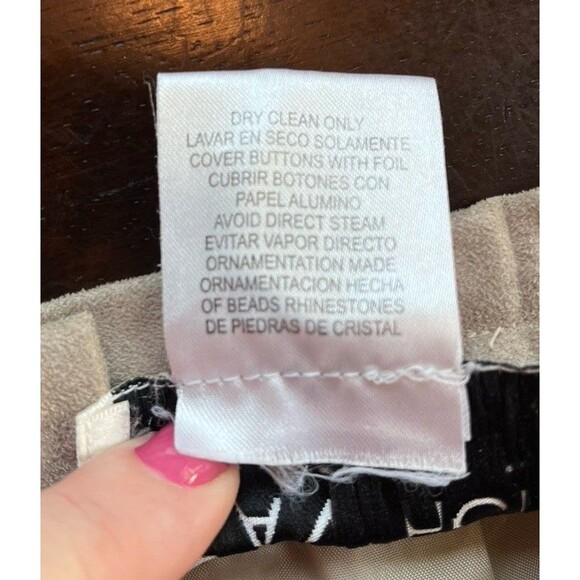 DRY CLEAN ONLY
LAVAR EN SECO SOLAMENTE
COVER BUTTONS WITH FOIL
CUBRIR BOTONES CON
PAPEL ALUMINO
AVOID DIRECT STEAM
EVITAR VAPOR DIRECTO
ORNAMENTATION MADE
ORNAMENTACION HECHA
OF BEADS RHINESTONES
DE PIEDRAS DE CRISTAL